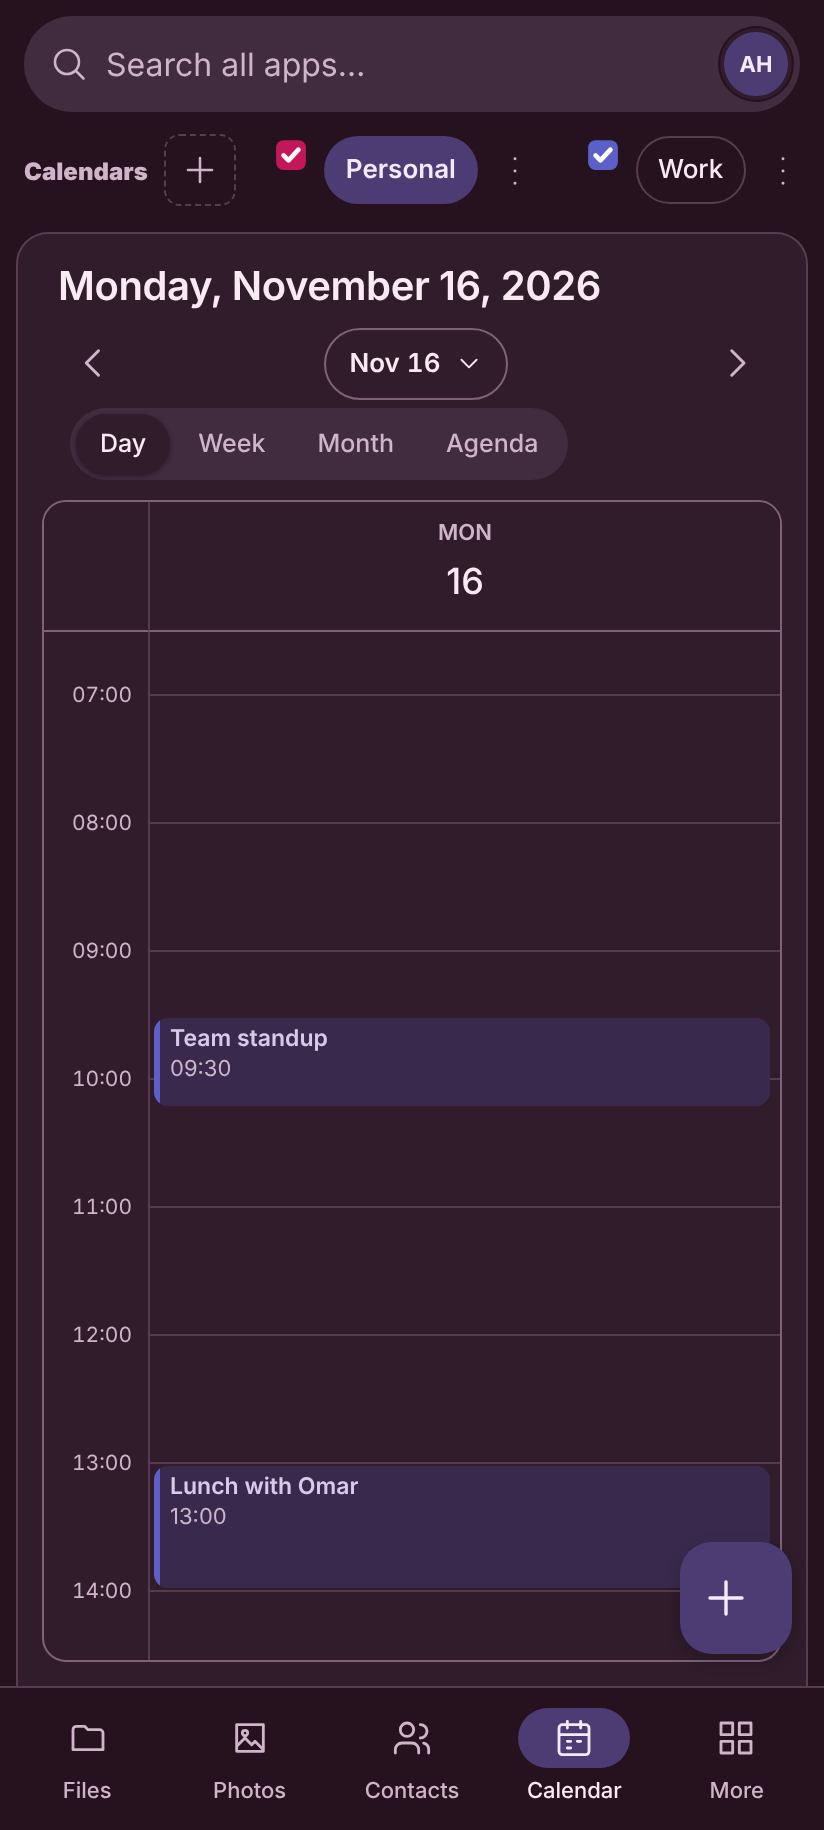 Search all apps...
AH
Calendars
Personal
Work
Monday, November 16, 2026
Nov 16
Day Week Month Agenda
MON
16
07:00
08:00
09:00
Team standup
09:30
10:00
11:00
12:00
13:00
Lunch with Omar
13:00
14:00
Files Photos Contacts Calendar More